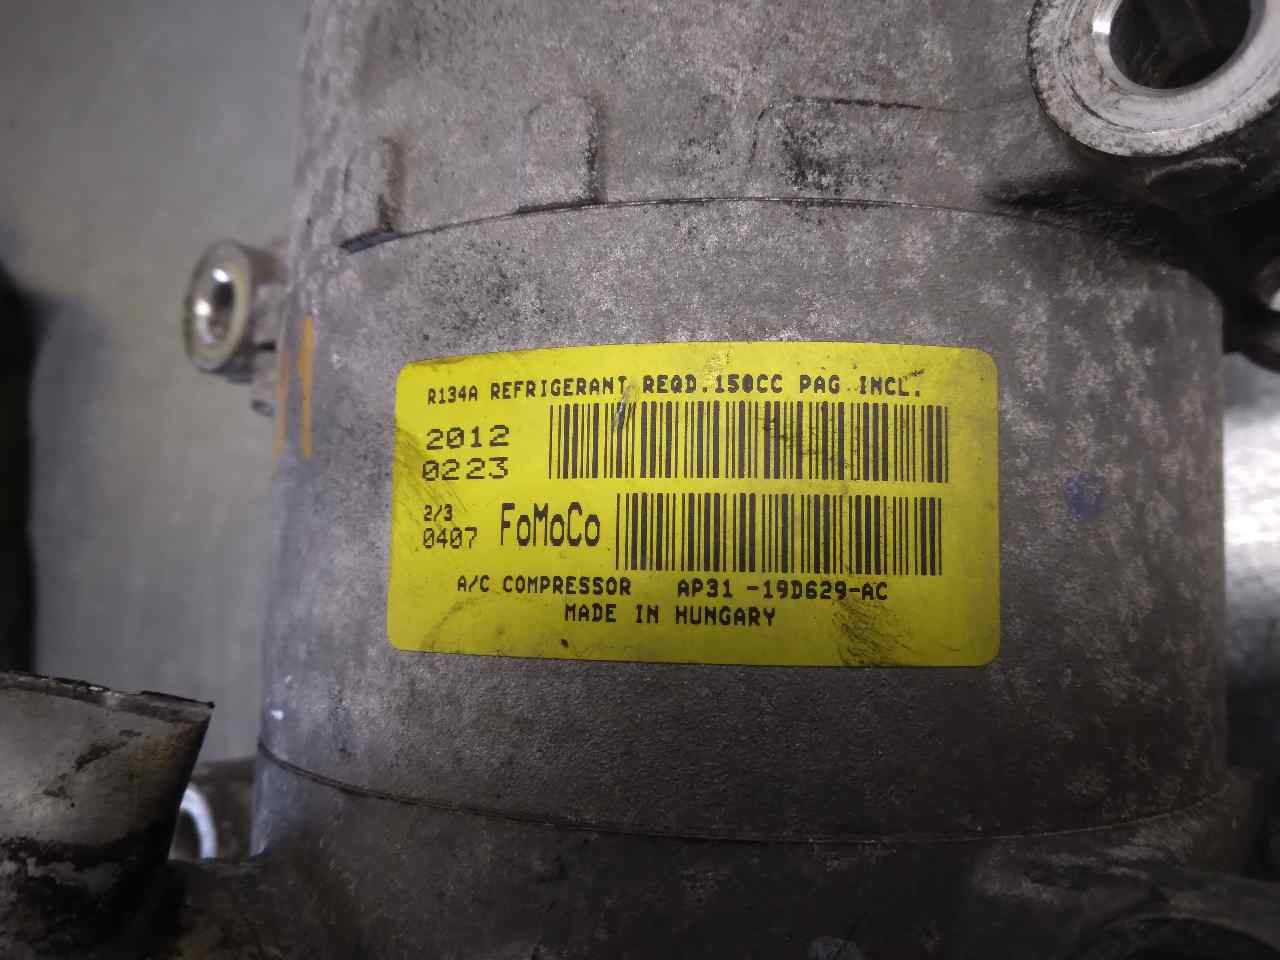 R134A REFRIGERANT REQD.150CC PAG INCL.
2012
0223
2/3
0407 FoMoCo
A/C COMPRESSOR AP31 -19D629-AC
MADE IN HUNGARY